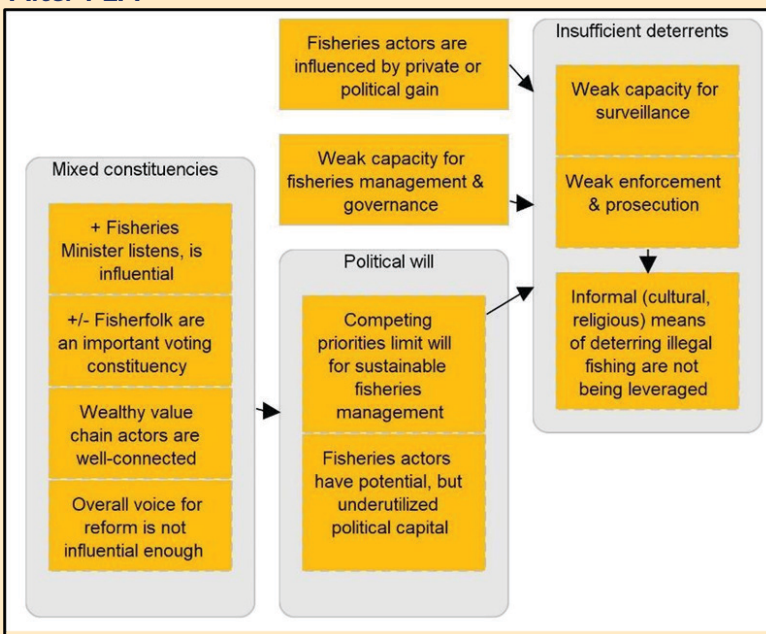 Mixed constituencies
+ Fisheries
Minister listens, is
influential
+/- Fisherfolk are
an important voting
constituency
Wealthy value
chain actors are
well-connected
Overall voice for
reform is not
influential enough
Fisheries actors are
influenced by private or
political gain
Weak capacity for
fisheries management &
governance
Political will
Competing
priorities limit will
for sustainable
fisheries
management
Fisheries actors
have potential, but
underutilized
political capital
Insufficient deterrents
Weak capacity for
surveillance
Weak enforcement
& prosecution
Informal (cultural,
religious) means
of deterring illegal
fishing are not
being leveraged